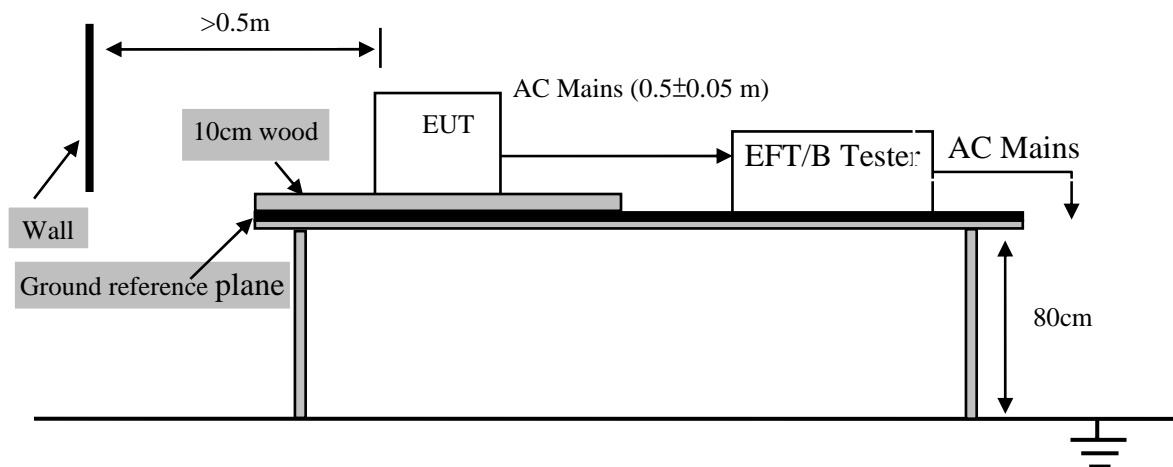 >0.5m
AC Mains (0.5±0.05 m)
10cm wood
EUT
EFT/B Tester
AC Mains
Wall
Ground reference plane
80cm